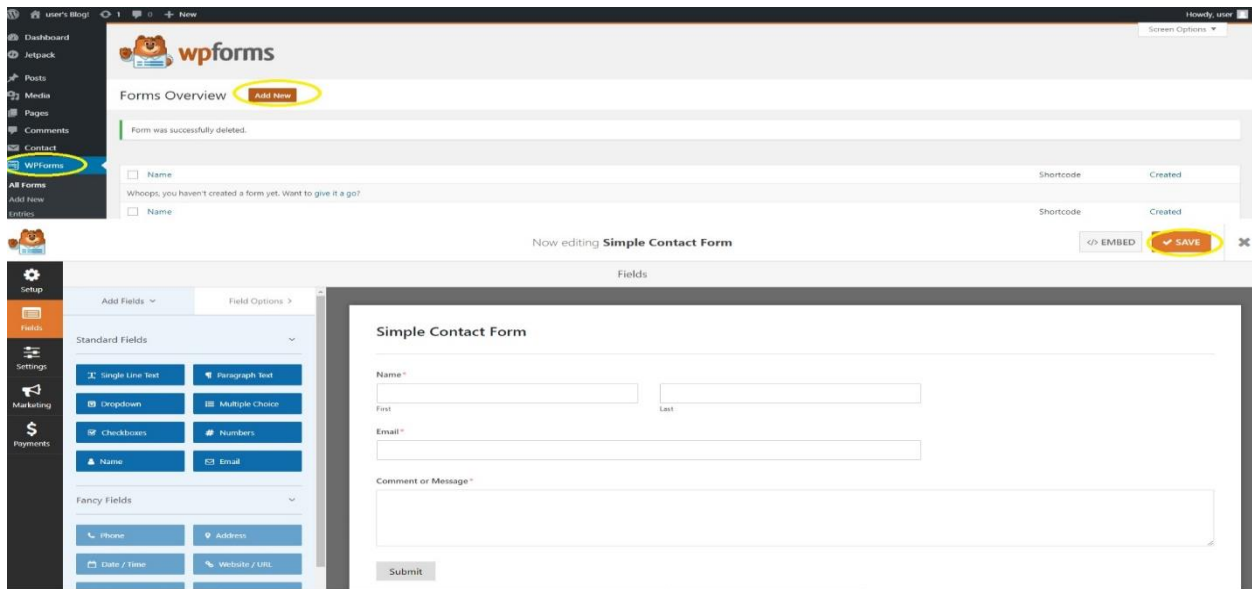 user's Blog! 1 0 + New Howdy, user
Dashboard
Jetpack
Posts
Media
Pages
Comments
Contact
WPForms
All Forms
Add New
Entries
Screen Options
wpforms
Forms Overview Add New
Form was successfully deleted.
Name Shortcode Created
Whoops, you haven't created a form yet. Want to give it a go?
Name Shortcode Created
Now editing Simple Contact Form </> EMBED SAVE
Setup
Fields
Settings
Marketing
Payments
Fields
Add Fields Field Options
Standard Fields
Single Line Text Paragraph Text
Dropdown Multiple Choice
Checkboxes # Numbers
Name Email
Fancy Fields
Phone Address
Date / Time Website / URL
Simple Contact Form
Name *
First Last
Email *
Comment or Message *
Submit